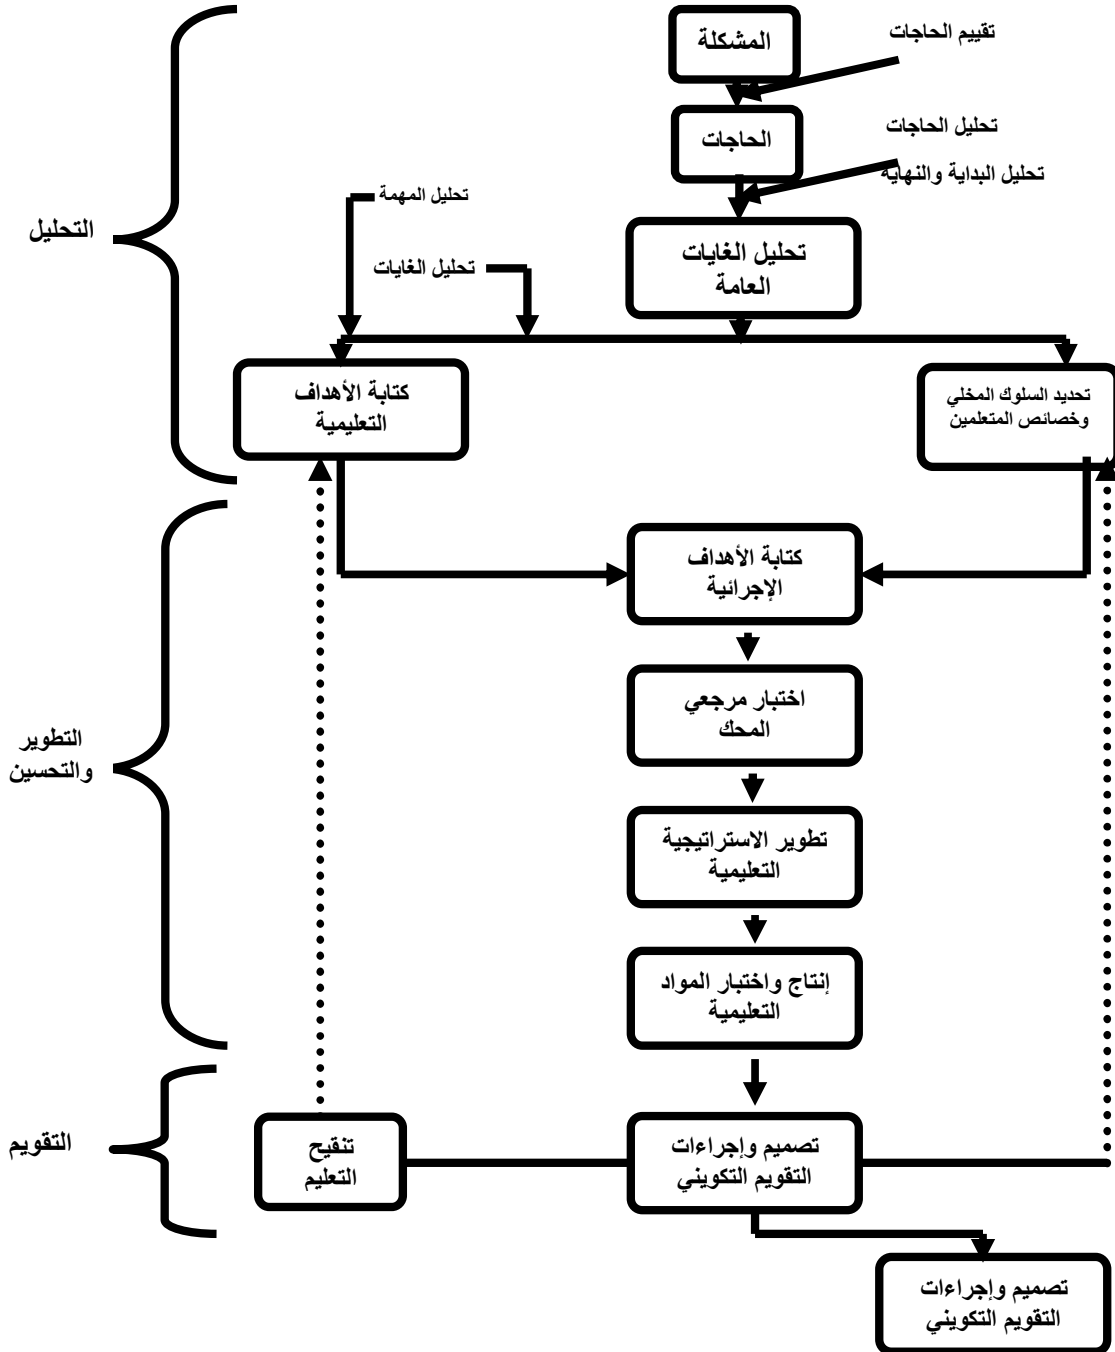 المشكلة
تقييم الحاجات
الحاجات
تحليل الحاجات
تحليل البداية والنهاية
تحليل المهمة
التحليل
تحليل الغايات
العامة
تحليل الغايات
تحديد السلوك المخلي
وخصائص المتعلمين
كتابة الأهداف
التعليمية
كتابة الأهداف
الإجرائية
اختبار مرجعي
المحك
التطوير
والتحسين
تطوير الاستراتيجية
التعليمية
إنتاج واختبار المواد
التعليمية
التقويم
تصميم وإجراءات
التقويم التكويني
تنقيح
التعليم
تصميم وإجراءات
التقويم التكويني